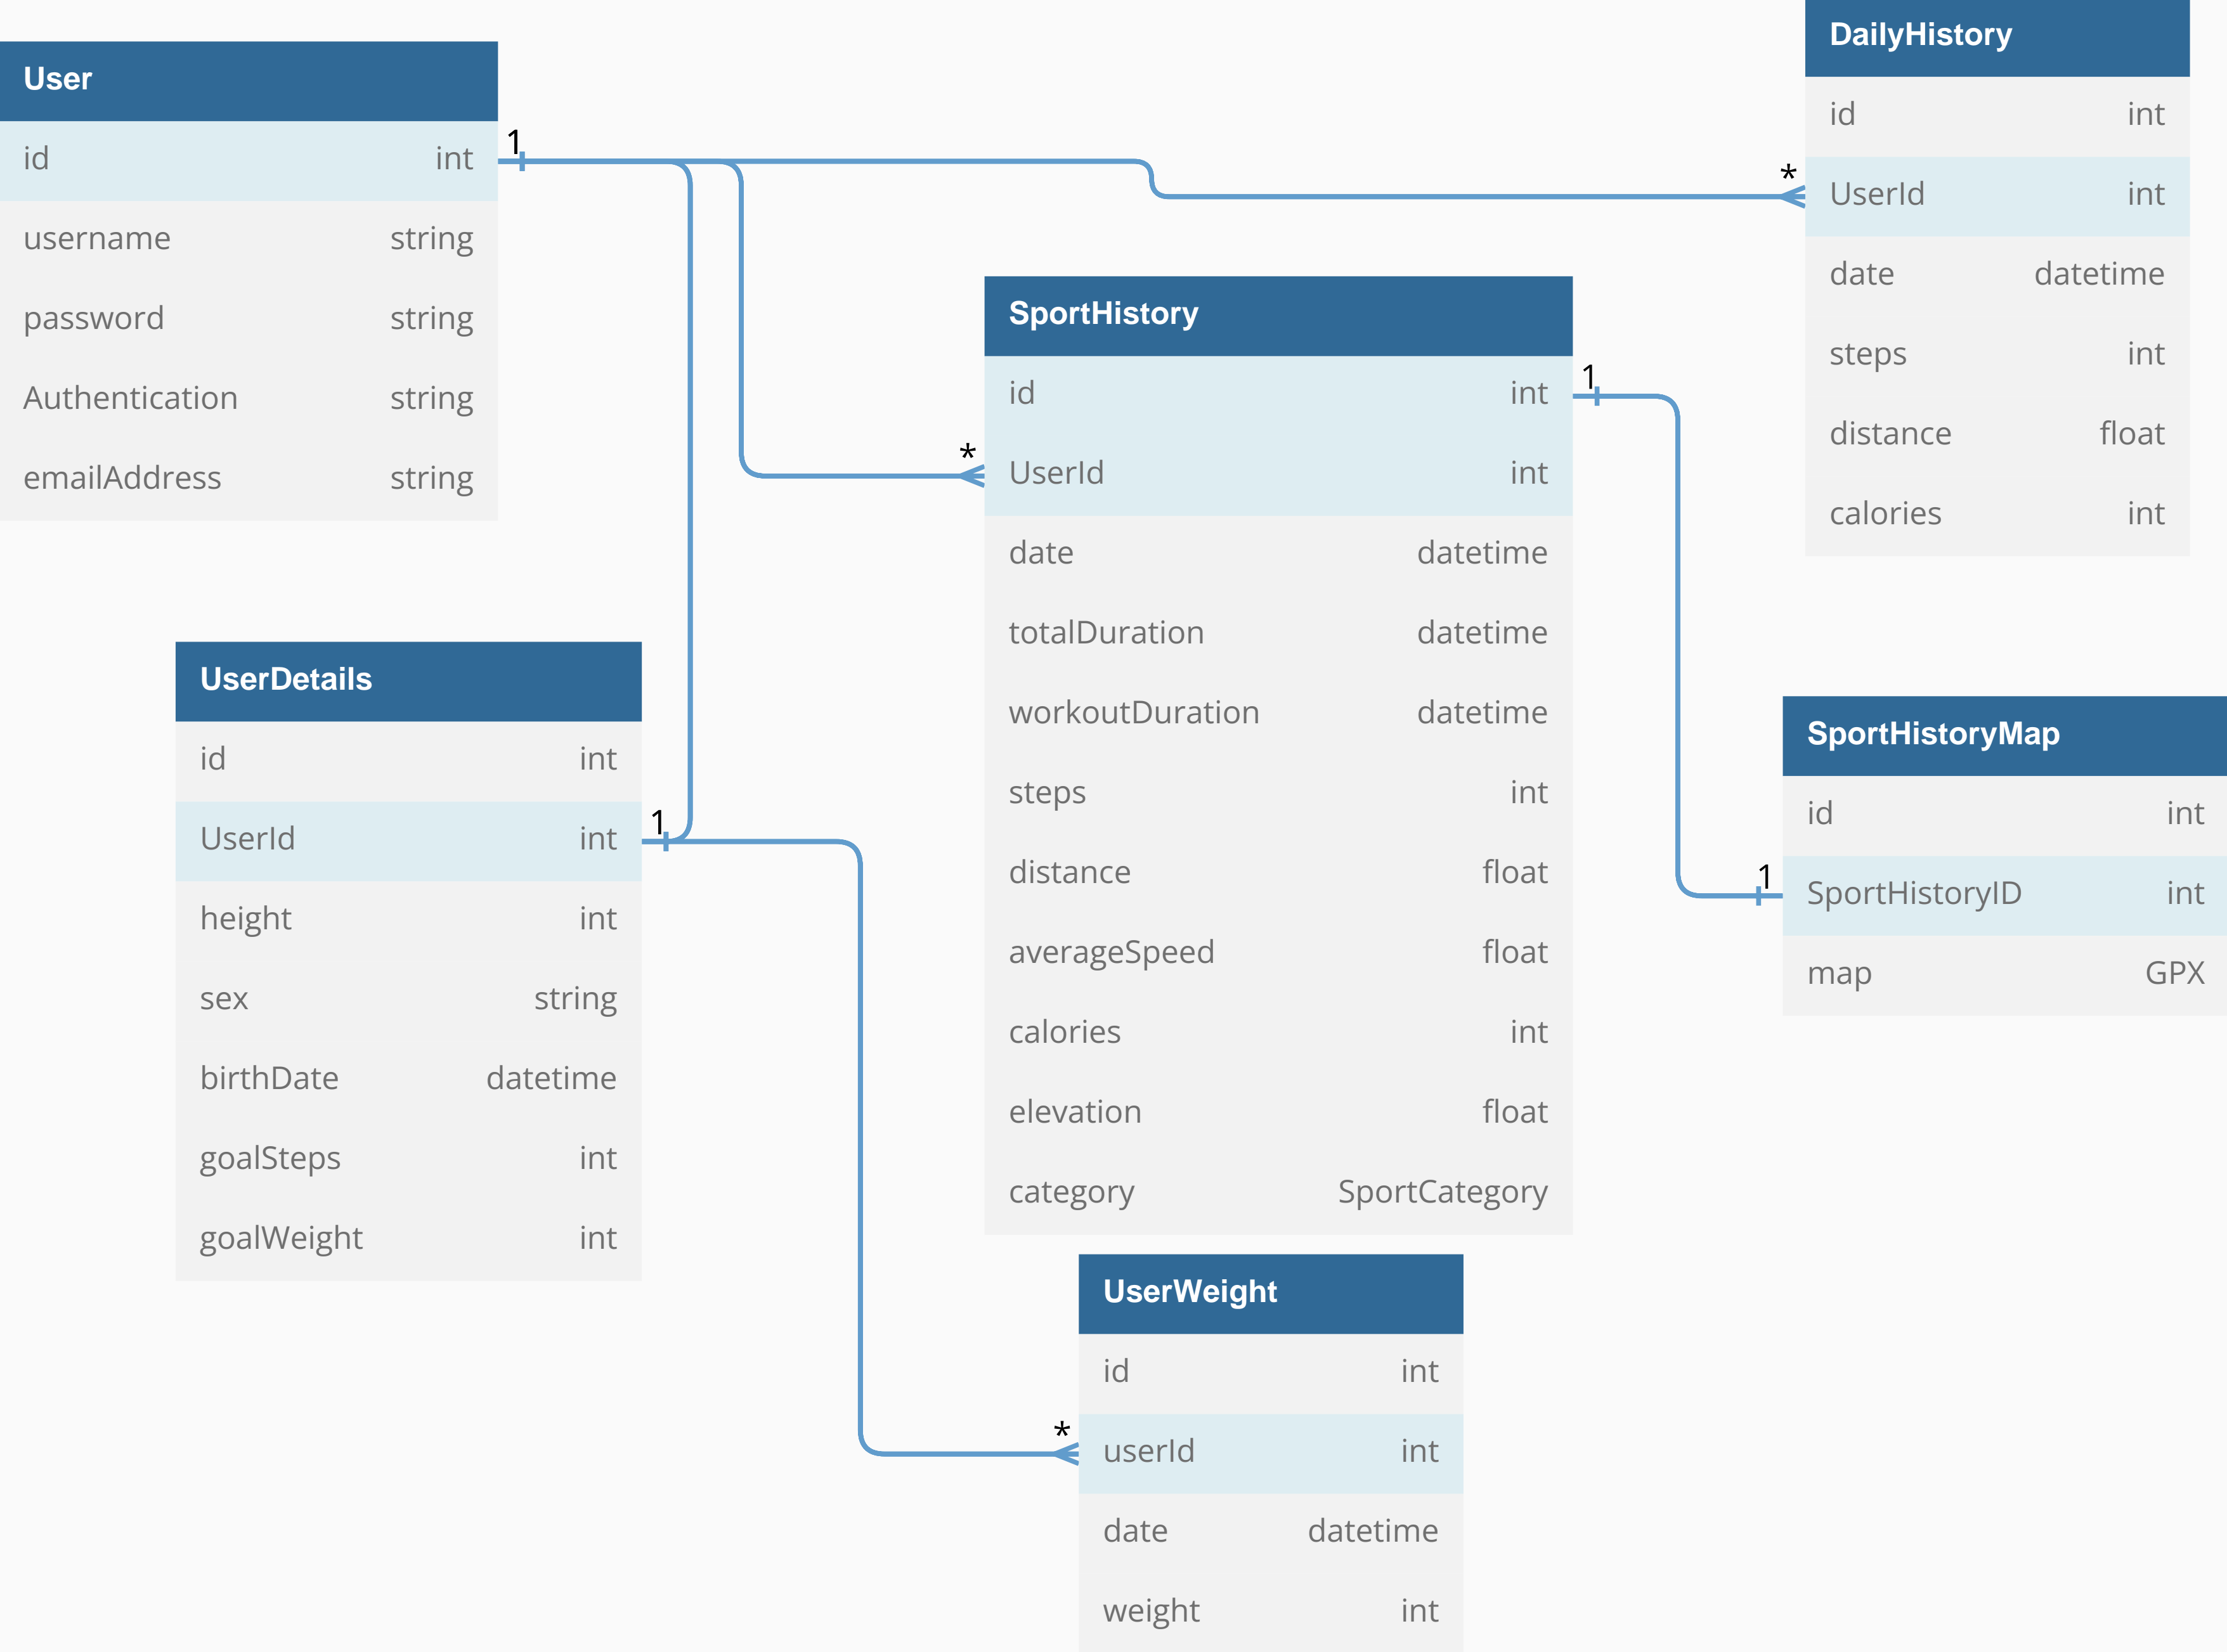 User
id int
username string
password string
Authentication string
emailAddress string
1
DailyHistory
id int
* UserId int
date datetime
steps int
distance float
calories int
SportHistory
id int 1
* UserId int
date datetime
totalDuration datetime
workoutDuration datetime
steps int
distance float
averageSpeed float
calories int
elevation float
category SportCategory
UserDetails
id int
UserId int 1
height int
sex string
birthDate datetime
goalSteps int
goalWeight int
SportHistoryMap
id int
1 SportHistoryID int
map GPX
UserWeight
id int
* userId int
date datetime
weight int